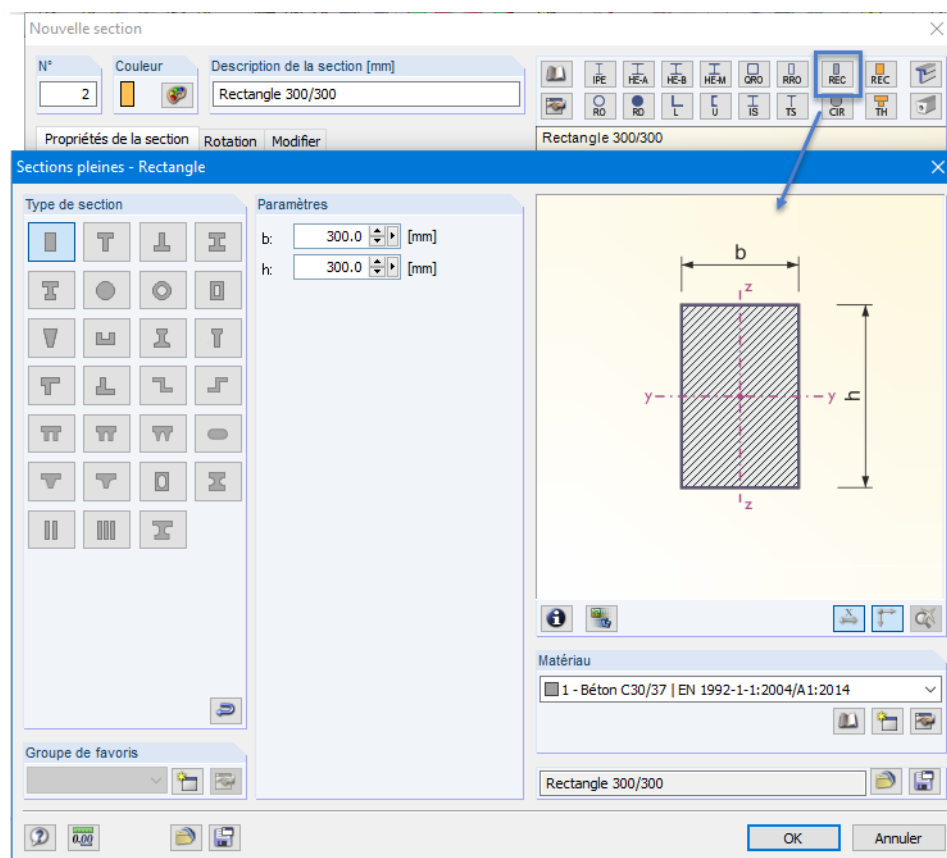 Nouvelle section
N° Couleur Description de la section [mm]
2 Rectangle 300/300
IPE HE-A HE-B HE-M QRO RRO REC REC
RO RD L U IS TS CIR TH
Propriétés de la section Rotation Modifier
Rectangle 300/300
Sections pleines - Rectangle
Type de section
Paramètres
b: 300.0 [mm]
h: 300.0 [mm]
b
z
y y
h
z
Matériau
1 - Béton C30/37 | EN 1992-1-1:2004/A1:2014
Groupe de favoris
Rectangle 300/300
0,00
OK Annuler